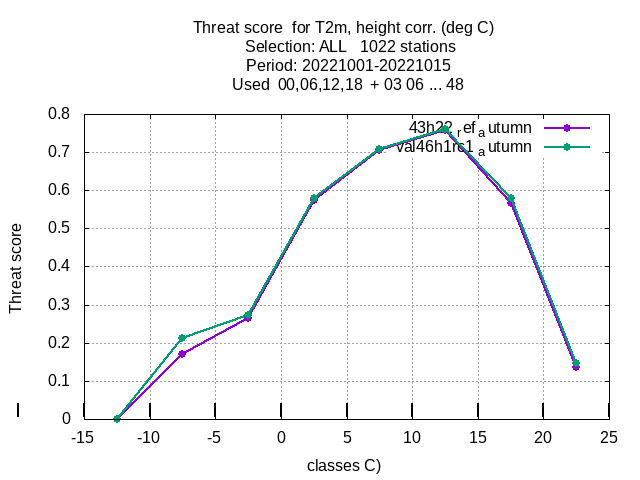 Threat score for T2m, height corr. (deg C)
Selection: ALL 1022 stations
Period: 20221001-20221015
Used 00,06,12,18 + 03 06 ... 48
43h22_ref_autumn
val46h1rc1_autumn
0.8
0.7
0.6
0.5
0.4
0.3
0.2
0.1
0
Threat score
-15
-10
-5
0
5
10
15
20
25
classes C)